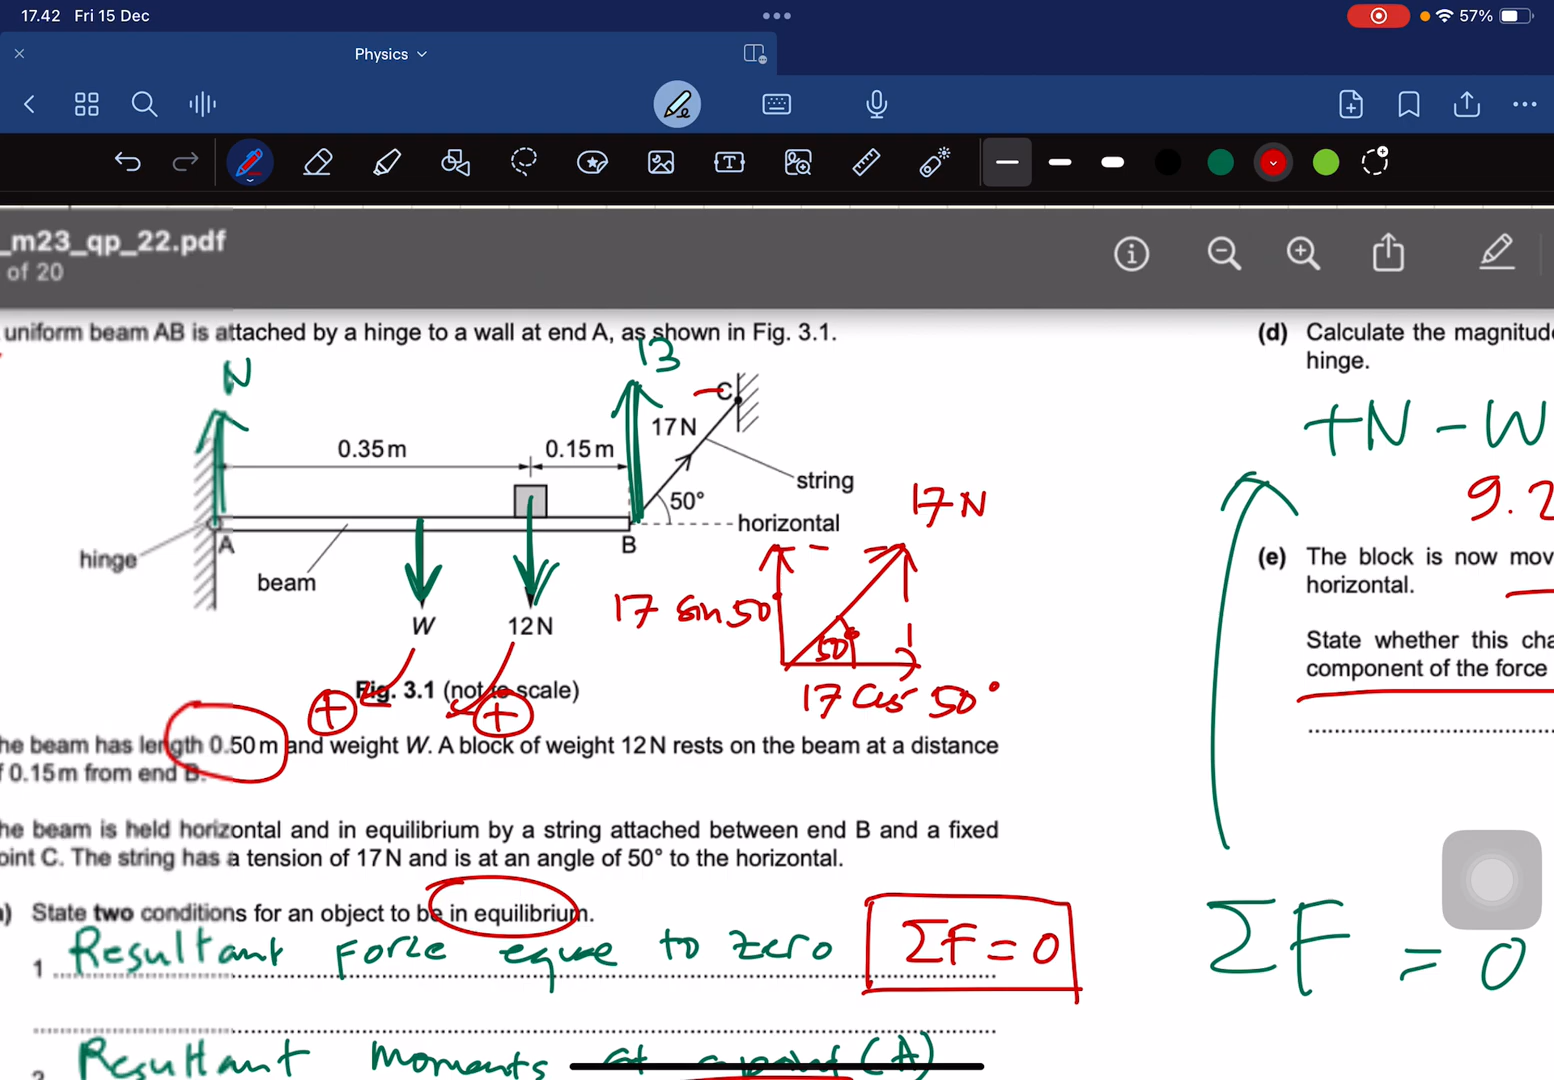 17.42 Fri 15 Dec
57%
Physics
_m23_qp_22.pdf
of 20
uniform beam AB is attached by a hinge to a wall at end A, as shown in Fig. 3.1.
N
13
C
17 N
0.35 m
0.15 m
string
50°
horizontal
hinge
A
B
beam
W
12 N
17 N
17 sin 50
50
17 cos 50°
Fig. 3.1 (not to scale)
+
+
he beam has length 0.50 m and weight W. A block of weight 12 N rests on the beam at a distance
f 0.15 m from end B.
he beam is held horizontal and in equilibrium by a string attached between end B and a fixed
oint C. The string has a tension of 17 N and is at an angle of 50° to the horizontal.
) State two conditions for an object to be in equilibrium.
1 Resultant Force eque to zero
ΣF = 0
2 Resultant moments at a point (A)
(d) Calculate the magnitude
hinge.
+N - W
9.2
(e) The block is now mov
horizontal.
State whether this cha
component of the force
ΣF = 0